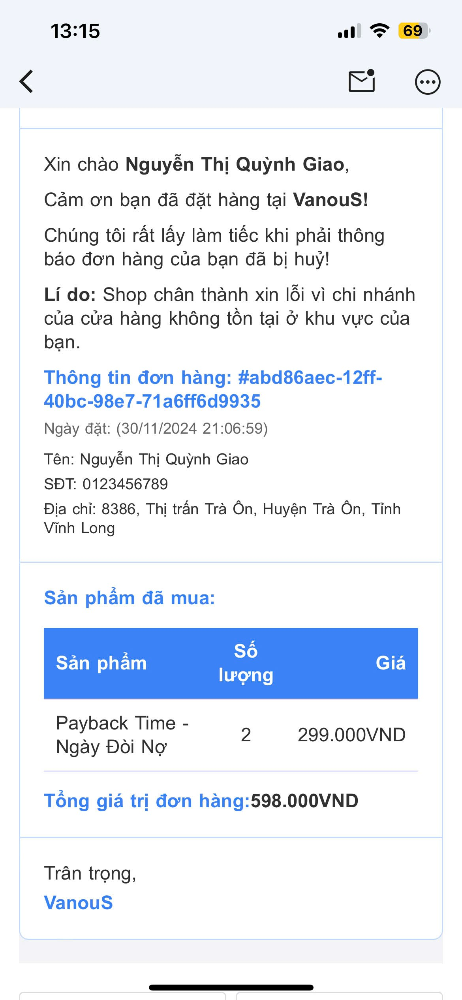 13:15
69
Xin chào Nguyễn Thị Quỳnh Giao,
Cảm ơn bạn đã đặt hàng tại VanouS!
Chúng tôi rất lấy làm tiếc khi phải thông
báo đơn hàng của bạn đã bị huỷ!
Lí do: Shop chân thành xin lỗi vì chi nhánh
của cửa hàng không tồn tại ở khu vực của
bạn.
Thông tin đơn hàng: #abd86aec-12ff-
40bc-98e7-71a6ff6d9935
Ngày đặt: (30/11/2024 21:06:59)
Tên: Nguyễn Thị Quỳnh Giao
SĐT: 0123456789
Địa chỉ: 8386, Thị trấn Trà Ôn, Huyện Trà Ôn, Tỉnh
Vĩnh Long
Sản phẩm đã mua:
Sản phẩm
Số
lượng
Giá
Payback Time -
Ngày Đòi Nợ
2
299.000VND
Tổng giá trị đơn hàng:598.000VND
Trân trọng,
VanouS